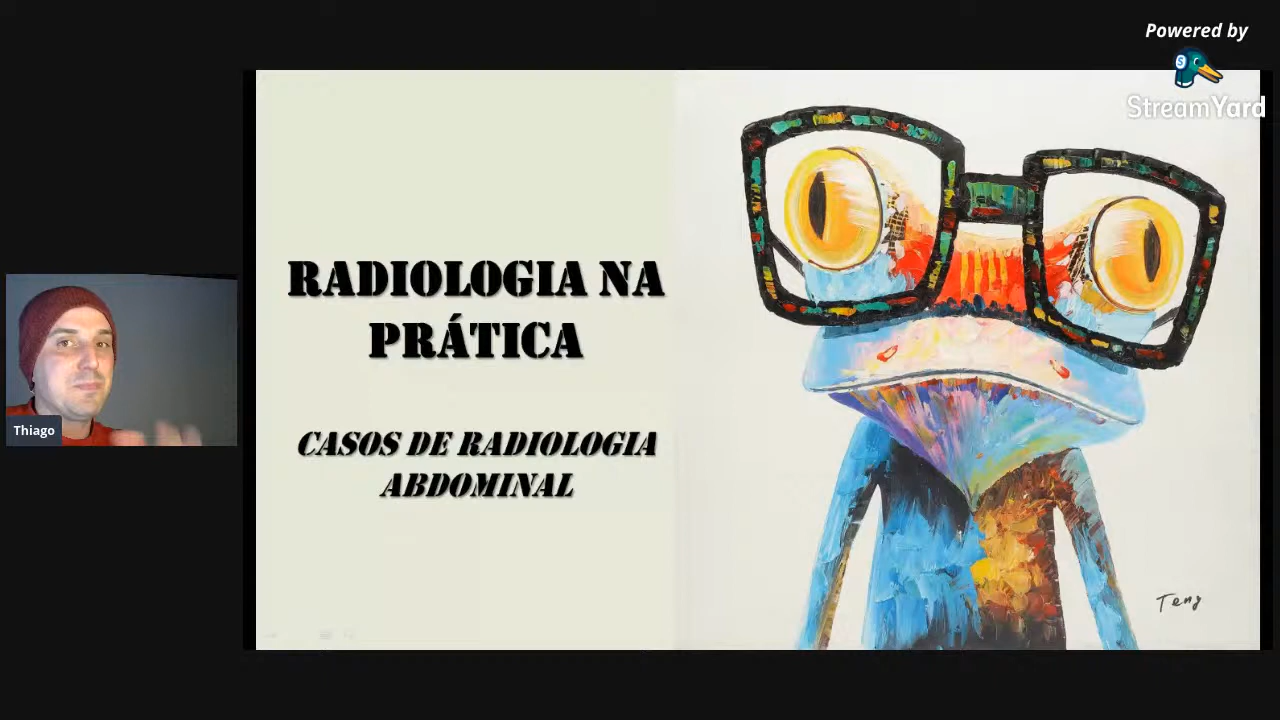 Powered by
StreamYard
RADIOLOGIA NA
PRÁTICA
CASOS DE RADIOLOGIA
ABDOMINAL
Thiago
Teng